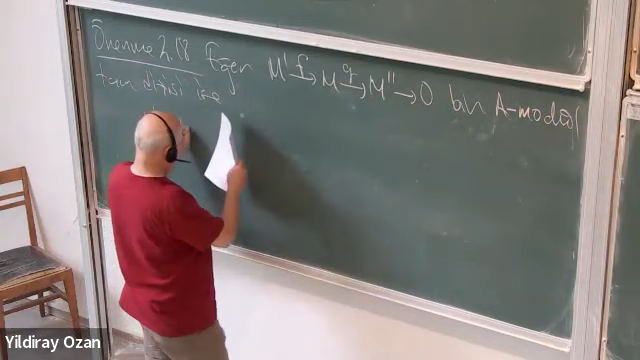 Önerme 2.18 Eğer M' →f M →g M'' → 0 bir A-modül
tam dizisi ise
Yildiray Ozan